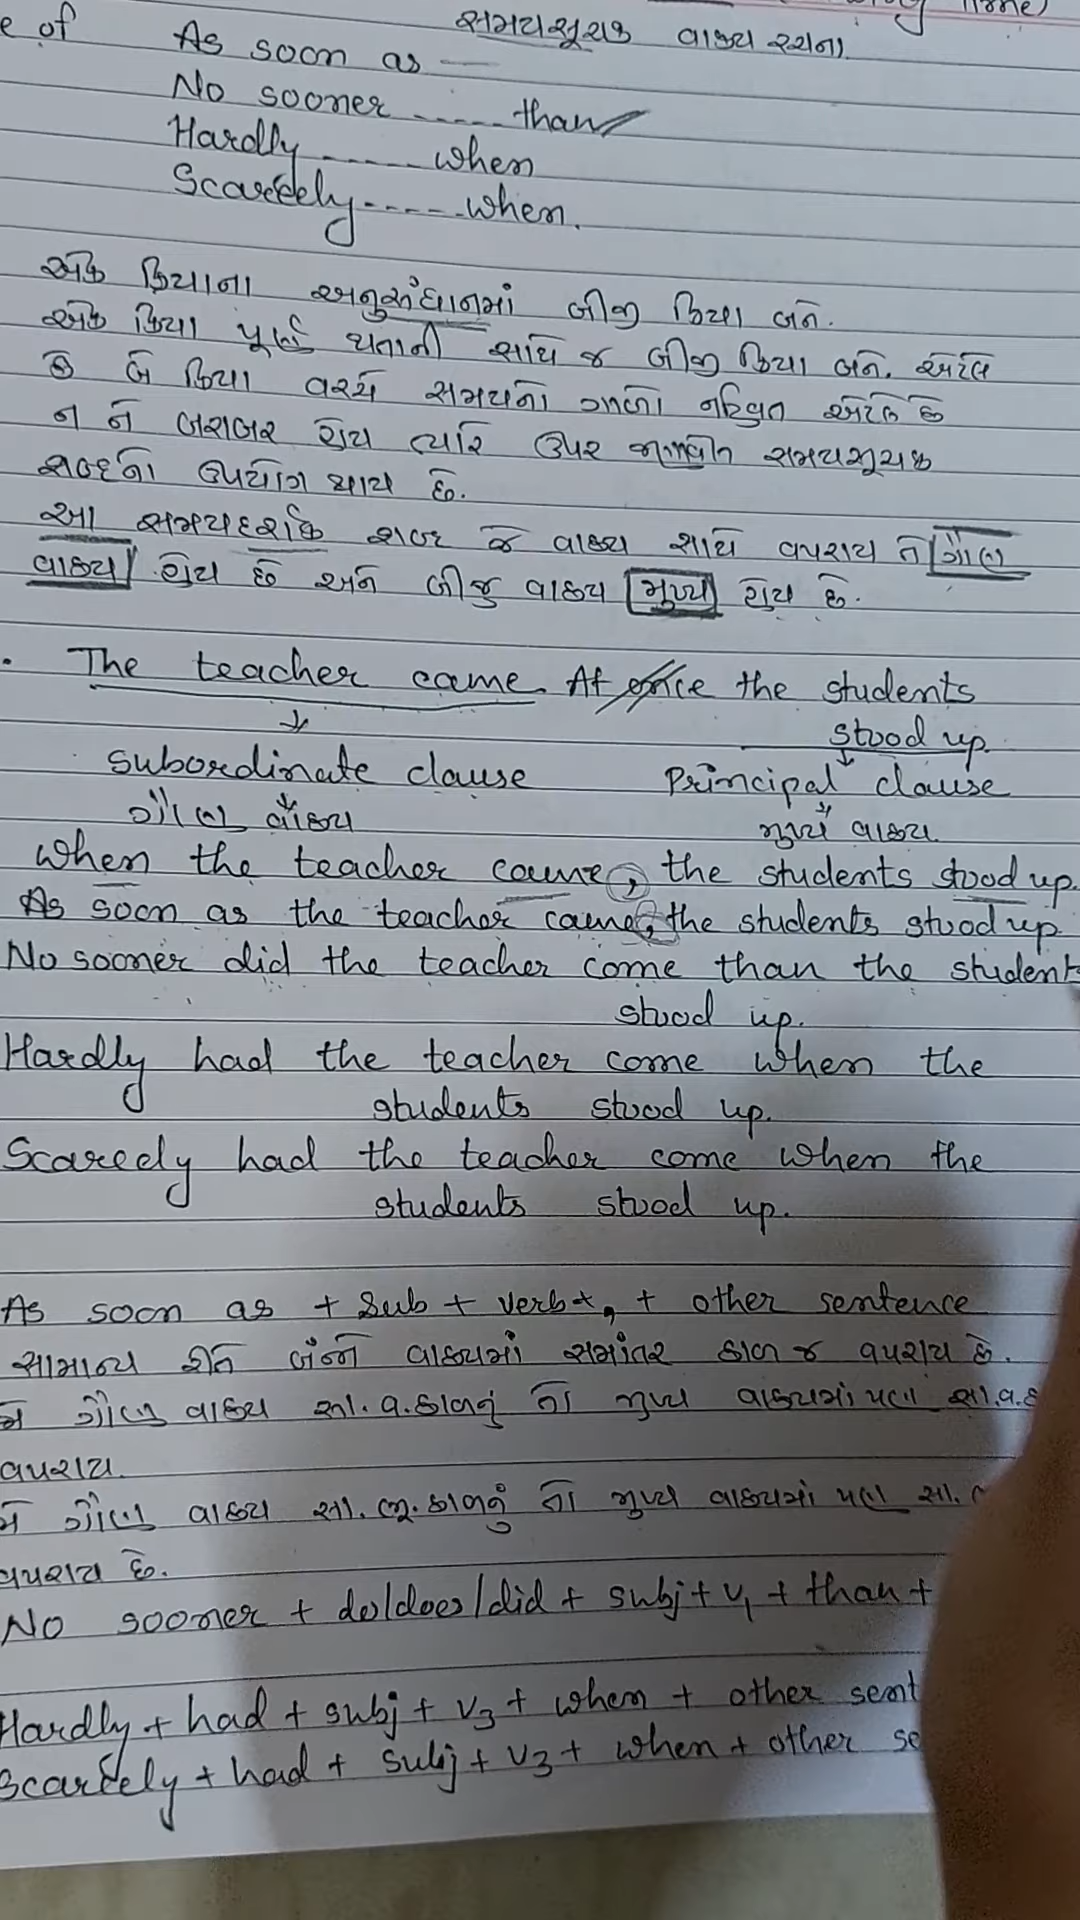 e of As soon as — સમયસૂચક વાક્ય રચના
No sooner ..... than
Hardly ..... when
Scarcely ..... when.
એક ક્રિયાના અનુસંધાનમાં બીજી ક્રિયા બને.
એક ક્રિયા પૂર્ણ થતાની સાથે જ બીજી ક્રિયા બને. એટલે
કે બે ક્રિયા વચ્ચે સમયનો ગાળો નહિવત એટલે કે
ન ને બરાબર હોય ત્યારે ઉપર મુજબના સમયસૂચક
શબ્દનો ઉપયોગ થાય છે.
આ સમયદર્શક શબ્દ જે વાક્ય સાથે વપરાય તે ગૌણ
વાક્ય હોય છે અને બીજુ વાક્ય મુખ્ય હોય છે.
. The teacher came. At once the students
stood up.
subordinate clause Principal clause
ગૌણ વાક્ય મુખ્ય વાક્ય
when the teacher came, the students stood up.
As soon as the teacher came, the students stood up.
No sooner did the teacher come than the student
stood up.
Hardly had the teacher come when the
students stood up.
Scarcely had the teacher come when the
students stood up.
As soon as + sub + verb+, + other sentence
સામાન્ય રીતે બંને વાક્યમાં સમાંતર કાળ જ વપરાય છે.
ગૌણ વાક્ય સા. વ.કાળનું તો મુખ્ય વાક્યમાં પણ સા.વ.ક
વપરાય.
ગૌણ વાક્ય સા. ભૂ.કાળનું તો મુખ્ય વાક્યમાં પણ સા.
વપરાય છે.
No sooner + do/does/did + subj + v1 + than +
Hardly + had + subj + v3 + when + other sent
Scarcely + had + subj + v3 + when + other se